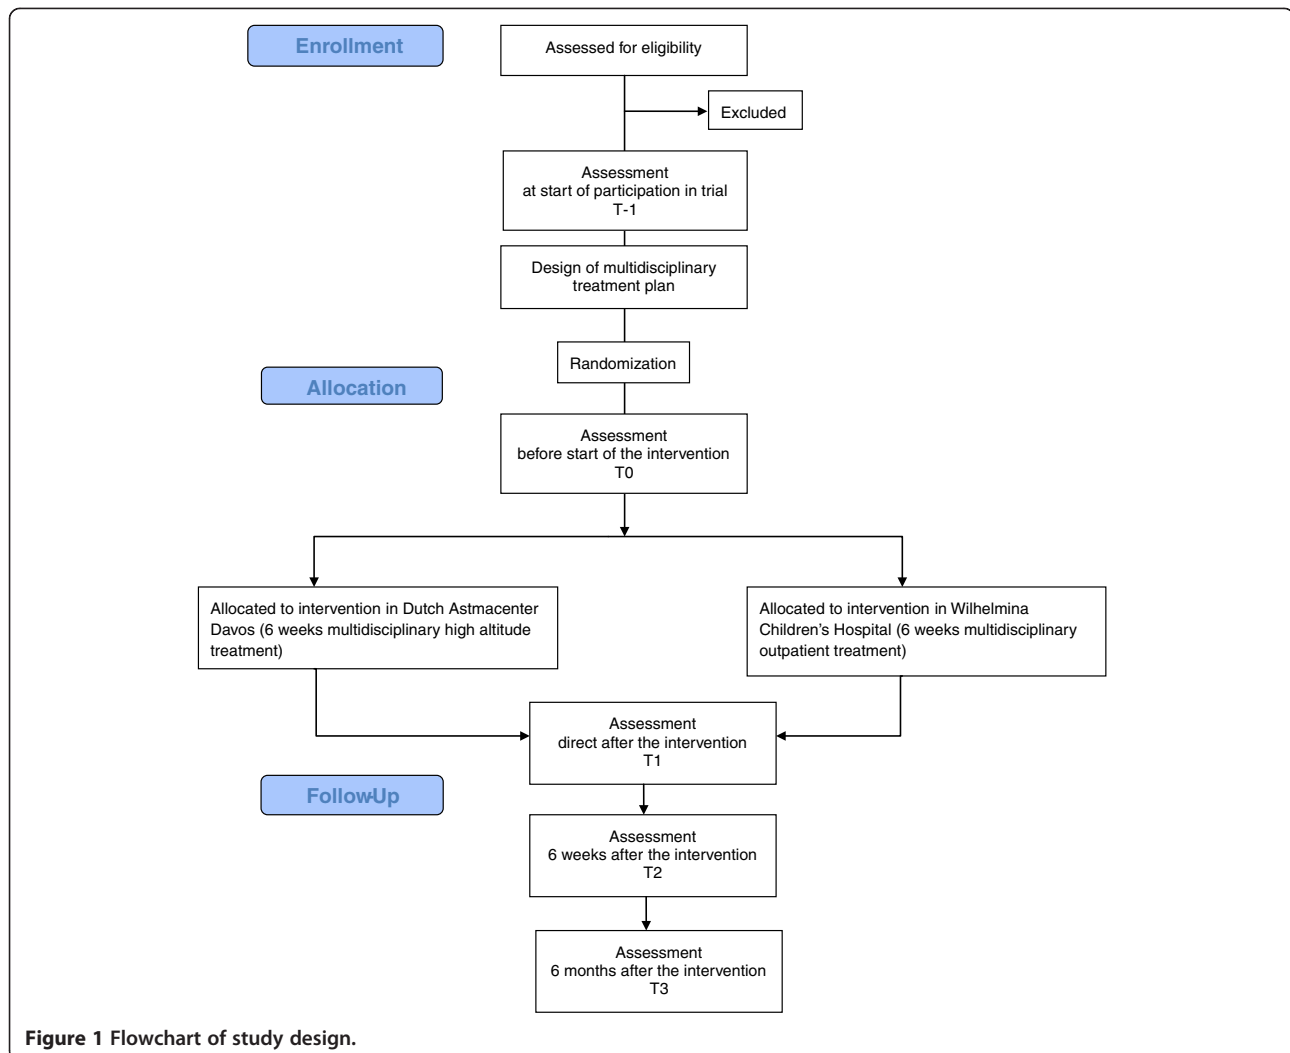 Enrollment
Assessed for eligibility
Excluded
Assessment
at start of participation in trial
T-1
Design of multidisciplinary
treatment plan
Randomization
Allocation
Assessment
before start of the intervention
T0
Allocated to intervention in Dutch Astmacenter
Davos (6 weeks multidisciplinary high altitude
treatment)
Allocated to intervention in Wilhelmina
Children's Hospital (6 weeks multidisciplinary
outpatient treatment)
Assessment
direct after the intervention
T1
Follow-Up
Assessment
6 weeks after the intervention
T2
Assessment
6 months after the intervention
T3
Figure 1 Flowchart of study design.